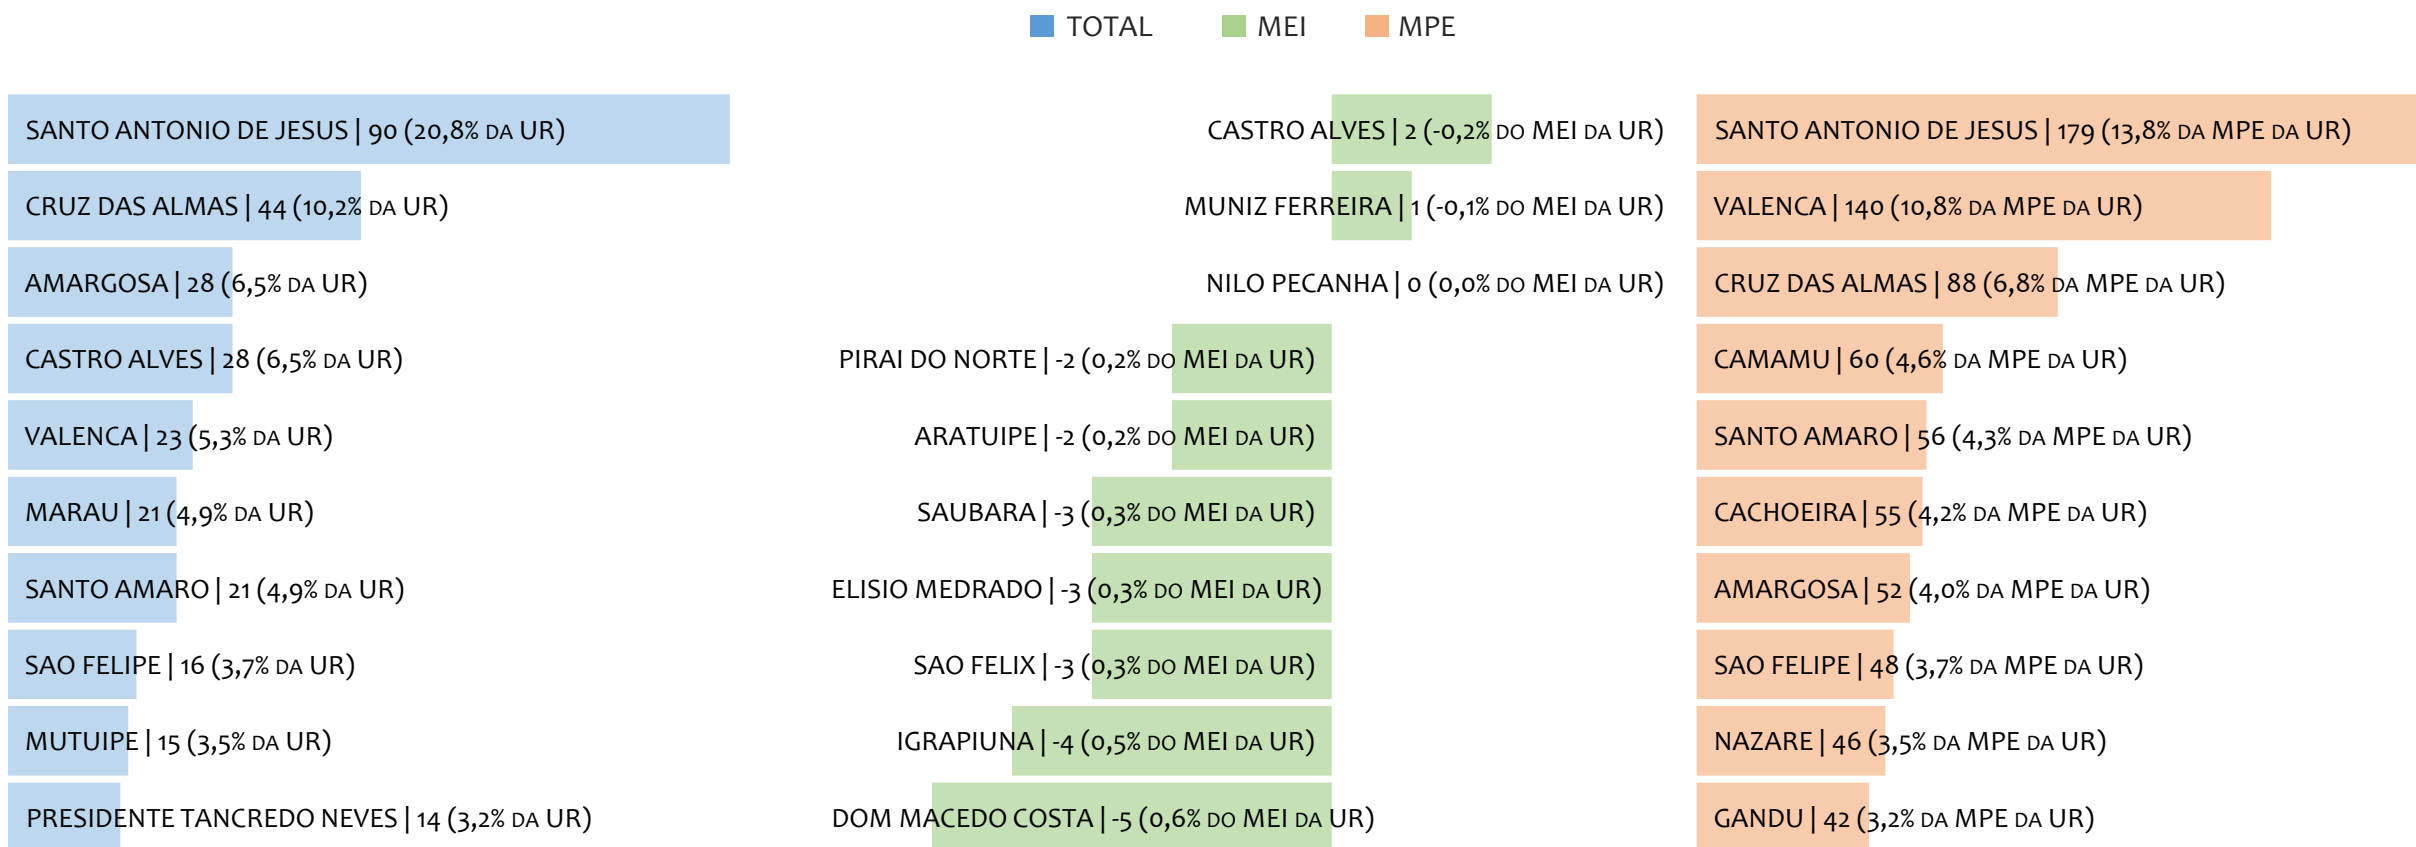 TOTAL MEI MPE
SANTO ANTONIO DE JESUS | 90 (20,8% DA UR)
CRUZ DAS ALMAS | 44 (10,2% DA UR)
AMARGOSA | 28 (6,5% DA UR)
CASTRO ALVES | 28 (6,5% DA UR)
VALENCA | 23 (5,3% DA UR)
MARAU | 21 (4,9% DA UR)
SANTO AMARO | 21 (4,9% DA UR)
SAO FELIPE | 16 (3,7% DA UR)
MUTUIPE | 15 (3,5% DA UR)
PRESIDENTE TANCREDO NEVES | 14 (3,2% DA UR)
CASTRO ALVES | 2 (-0,2% DO MEI DA UR)
MUNIZ FERREIRA | 1 (-0,1% DO MEI DA UR)
NILO PECANHA | 0 (0,0% DO MEI DA UR)
PIRAI DO NORTE | -2 (0,2% DO MEI DA UR)
ARATUIPE | -2 (0,2% DO MEI DA UR)
SAUBARA | -3 (0,3% DO MEI DA UR)
ELISIO MEDRADO | -3 (0,3% DO MEI DA UR)
SAO FELIX | -3 (0,3% DO MEI DA UR)
IGRAPIUNA | -4 (0,5% DO MEI DA UR)
DOM MACEDO COSTA | -5 (0,6% DO MEI DA UR)
SANTO ANTONIO DE JESUS | 179 (13,8% DA MPE DA UR)
VALENCA | 140 (10,8% DA MPE DA UR)
CRUZ DAS ALMAS | 88 (6,8% DA MPE DA UR)
CAMAMU | 60 (4,6% DA MPE DA UR)
SANTO AMARO | 56 (4,3% DA MPE DA UR)
CACHOEIRA | 55 (4,2% DA MPE DA UR)
AMARGOSA | 52 (4,0% DA MPE DA UR)
SAO FELIPE | 48 (3,7% DA MPE DA UR)
NAZARE | 46 (3,5% DA MPE DA UR)
GANDU | 42 (3,2% DA MPE DA UR)